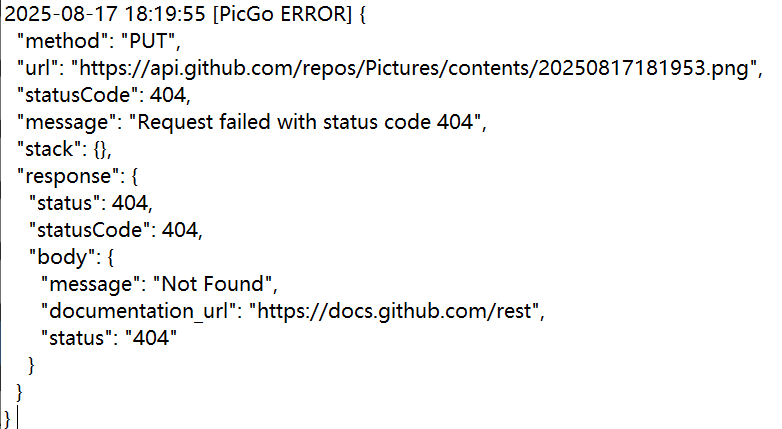 2025-08-17 18:19:55 [PicGo ERROR] {
"method": "PUT",
"url": "https://api.github.com/repos/Pictures/contents/20250817181953.png",
"statusCode": 404,
"message": "Request failed with status code 404",
"stack": {},
"response": {
"status": 404,
"statusCode": 404,
"body": {
"message": "Not Found",
"documentation_url": "https://docs.github.com/rest",
"status": "404"
}
}
}